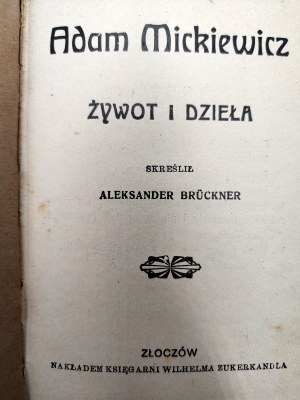 Adam Mickiewicz
ŻYWOT I DZIEŁA
SKREŚLIŁ
ALEKSANDER BRÜCKNER
ZŁOCZÓW
NAKŁADEM KSIĘGARNI WILHELMA ZUKERKANDLA